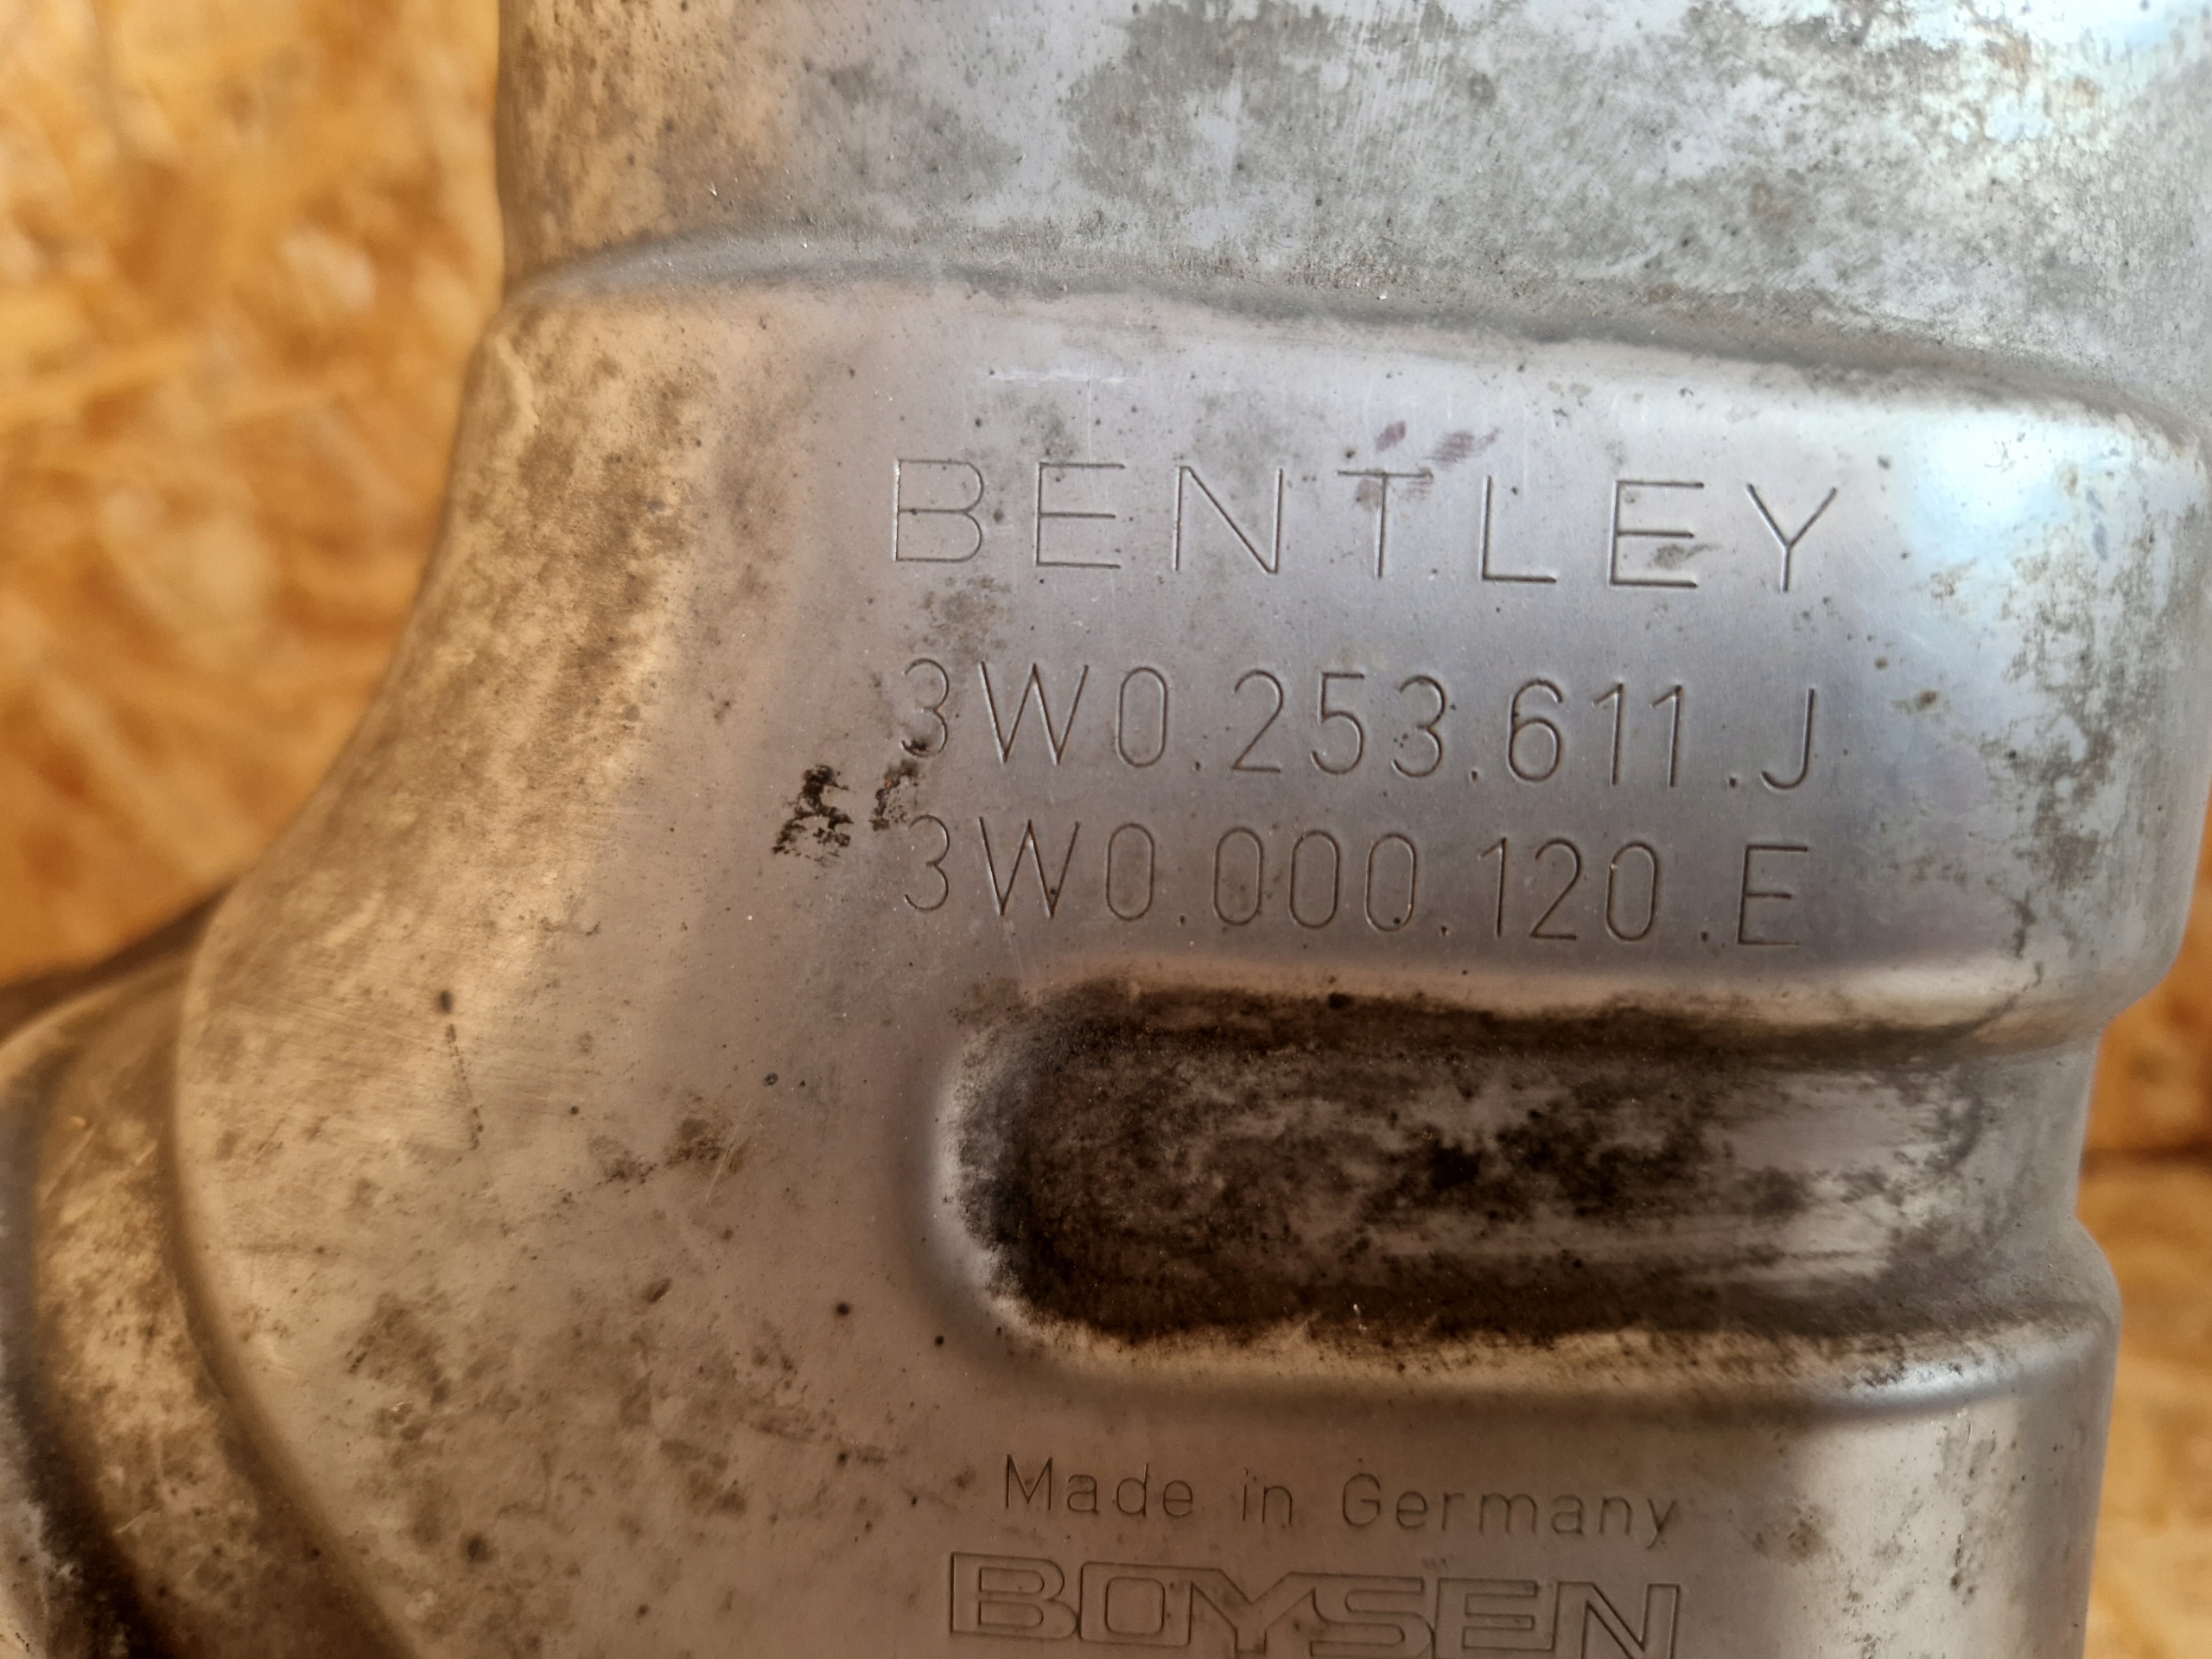 BENTLEY
3W0.253.611.J
3W0.000.120.E
Made in Germany
BOYSEN